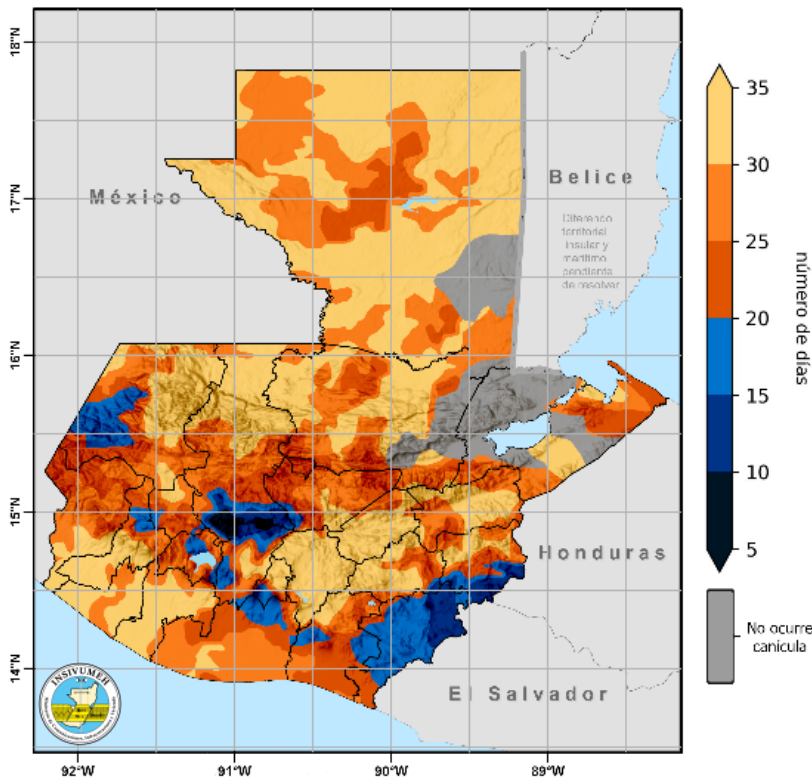 18°N
17°N
16°N
15°N
14°N
92°W
91°W
90°W
89°W
México
Belice
Diferendo
territorial
insular y
marítimo
pendiente
de resolver
Honduras
El Salvador
INSIVUMEH
35
30
25
20
15
10
5
número de días
No ocurre
canicula